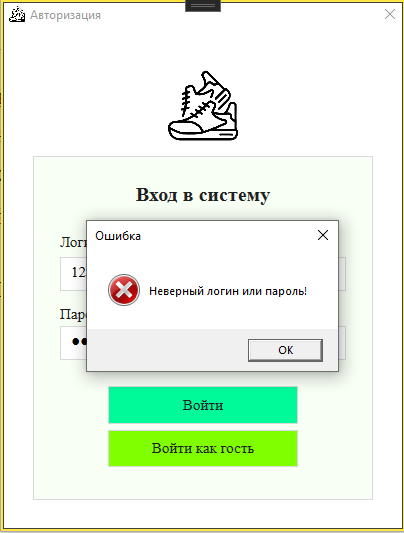 Авторизация
Вход в систему
Ошибка
Неверный логин или пароль!
OK
Войти
Войти как гость